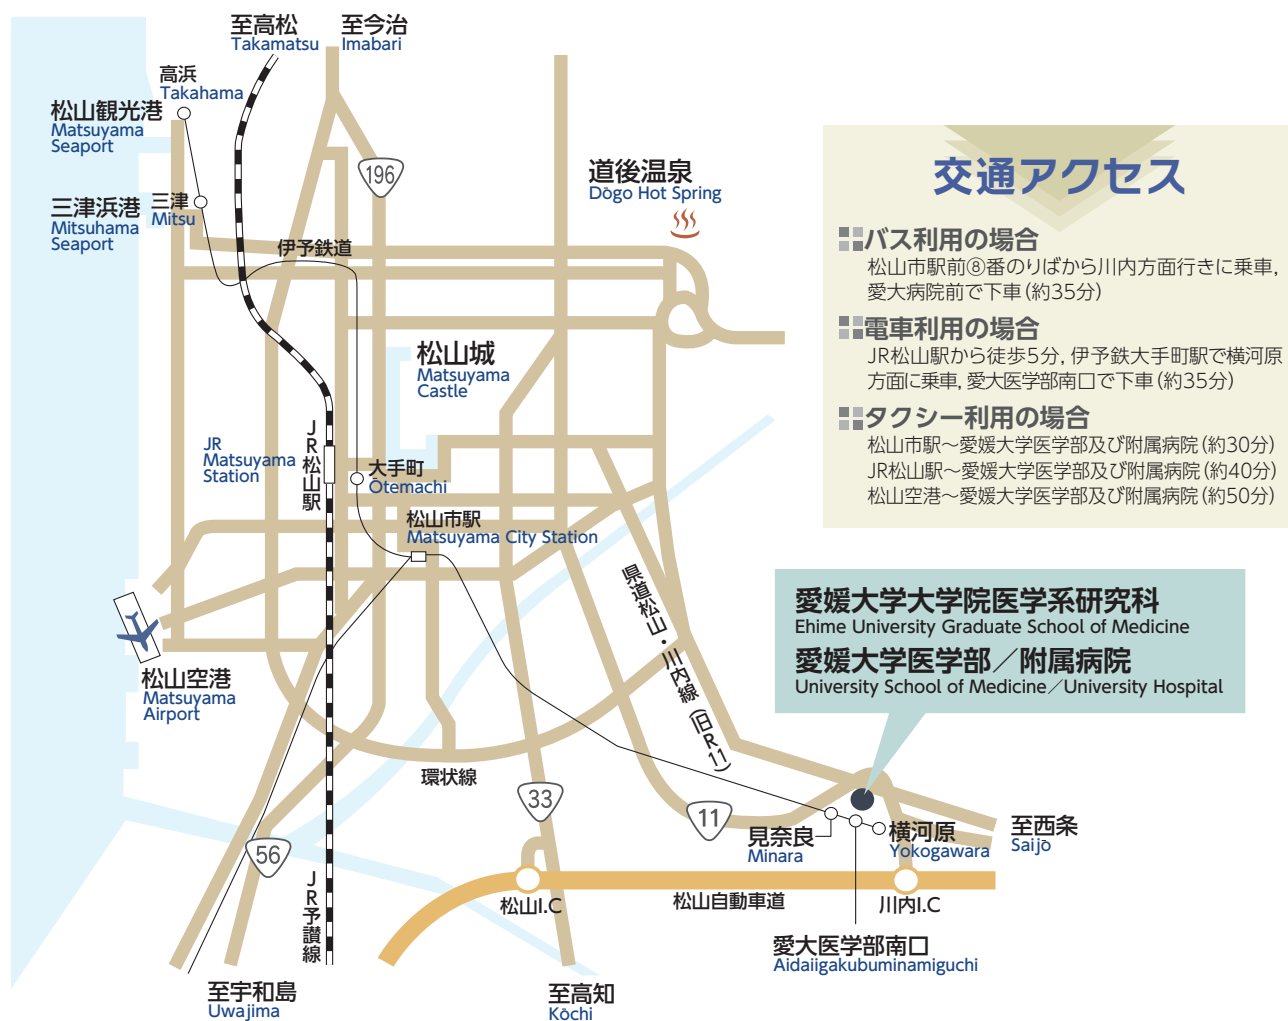 至高松
Takamatsu
至今治
Imabari
高浜
Takahama
松山観光港
Matsuyama
Seaport
196
三津浜港
Mitsuhama
Seaport
三津
Mitsu
伊予鉄道
道後温泉
Dōgo Hot Spring
松山城
Matsuyama
Castle
JR
Matsuyama
Station
JR松山駅
大手町
Ōtemachi
松山市駅
Matsuyama City Station
松山空港
Matsuyama
Airport
県道松山・川内線（旧R11）
環状線
33
11
56
JR予讃線
見奈良
Minara
横河原
Yokogawara
至西条
Saijō
松山I.C
松山自動車道
川内I.C
愛大医学部南口
Aidaiigakubuminamiguchi
至宇和島
Uwajima
至高知
Kōchi
交通アクセス
バス利用の場合
松山市駅前⑧番のりばから川内方面行きに乗車,
愛大病院前で下車（約35分）
電車利用の場合
JR松山駅から徒歩5分, 伊予鉄大手町駅で横河原
方面に乗車, 愛大医学部南口で下車（約35分）
タクシー利用の場合
松山市駅～愛媛大学医学部及び附属病院（約30分）
JR松山駅～愛媛大学医学部及び附属病院（約40分）
松山空港～愛媛大学医学部及び附属病院（約50分）
愛媛大学大学院医学系研究科
Ehime University Graduate School of Medicine
愛媛大学医学部／附属病院
University School of Medicine／University Hospital